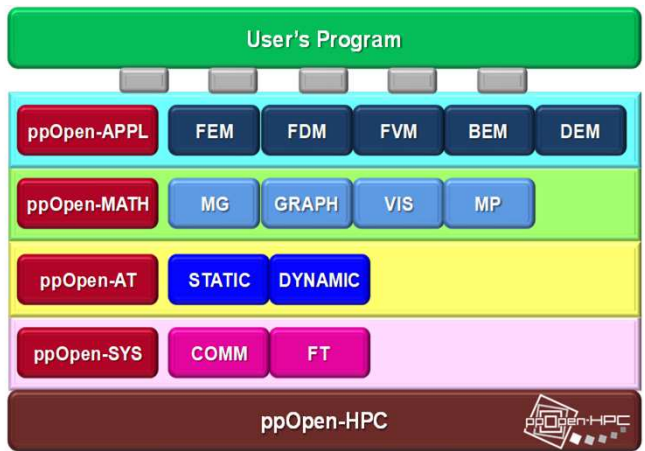 User's Program
ppOpen-APPL FEM FDM FVM BEM DEM
ppOpen-MATH MG GRAPH VIS MP
ppOpen-AT STATIC DYNAMIC
ppOpen-SYS COMM FT
ppOpen-HPC
ppOpen-HPC